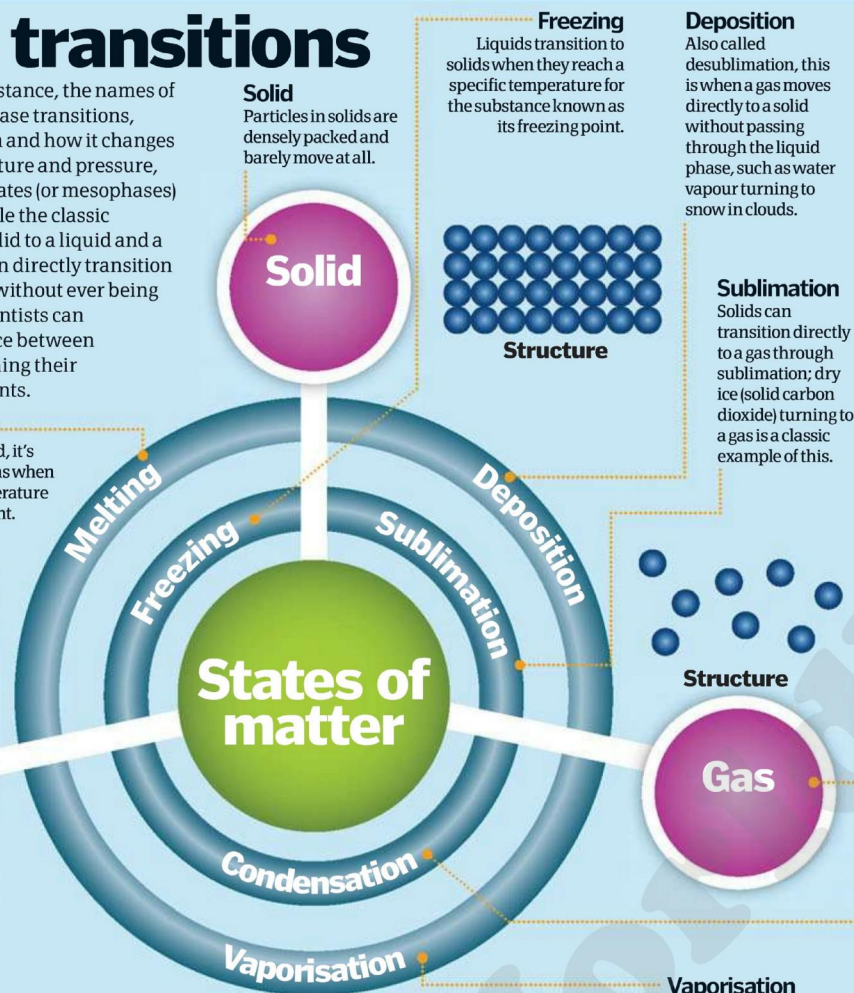 transitions
stance, the names of
ase transitions,
and how it changes
ture and pressure,
ates (or mesophases)
le the classic
lid to a liquid and a
n directly transition
without ever being
ntists can
ce between
ning their
nts.
d, it's
as when
erature
nt.
Solid
Particles in solids are
densely packed and
barely move at all.
Freezing
Liquids transition to
solids when they reach a
specific temperature for
the substance known as
its freezing point.
Deposition
Also called
desublimation, this
is when a gas moves
directly to a solid
without passing
through the liquid
phase, such as water
vapour turning to
snow in clouds.
Solid
Structure
Sublimation
Solids can
transition directly
to a gas through
sublimation; dry
ice (solid carbon
dioxide) turning to
a gas is a classic
example of this.
Melting
Freezing
Sublimation
Deposition
States of
matter
Structure
Gas
Condensation
Vaporisation
Vaporisation